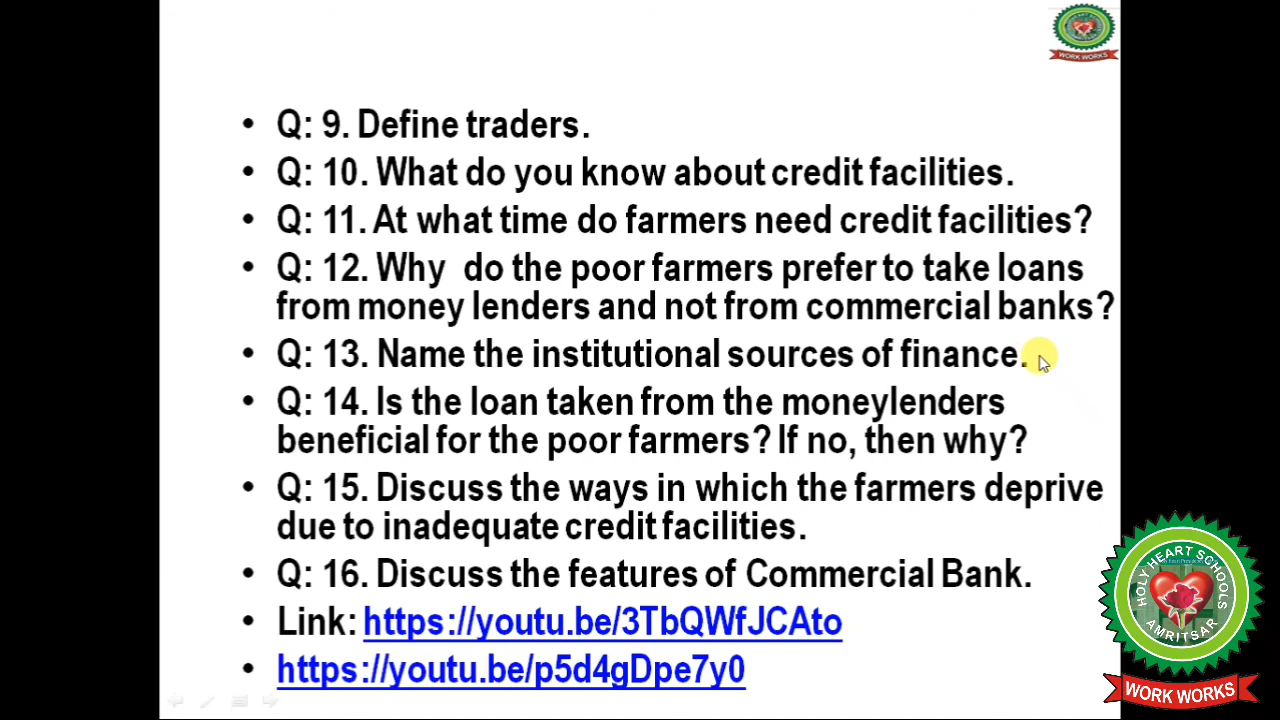 WORK WORKS
• Q: 9. Define traders.
• Q: 10. What do you know about credit facilities.
• Q: 11. At what time do farmers need credit facilities?
• Q: 12. Why do the poor farmers prefer to take loans
from money lenders and not from commercial banks?
• Q: 13. Name the institutional sources of finance.
• Q: 14. Is the loan taken from the moneylenders
beneficial for the poor farmers? If no, then why?
• Q: 15. Discuss the ways in which the farmers deprive
due to inadequate credit facilities.
• Q: 16. Discuss the features of Commercial Bank.
• Link: https://youtu.be/3TbQWfJCAto
• https://youtu.be/p5d4gDpe7y0
HOLY HEART SCHOOLS
AMRITSAR
WORK WORKS